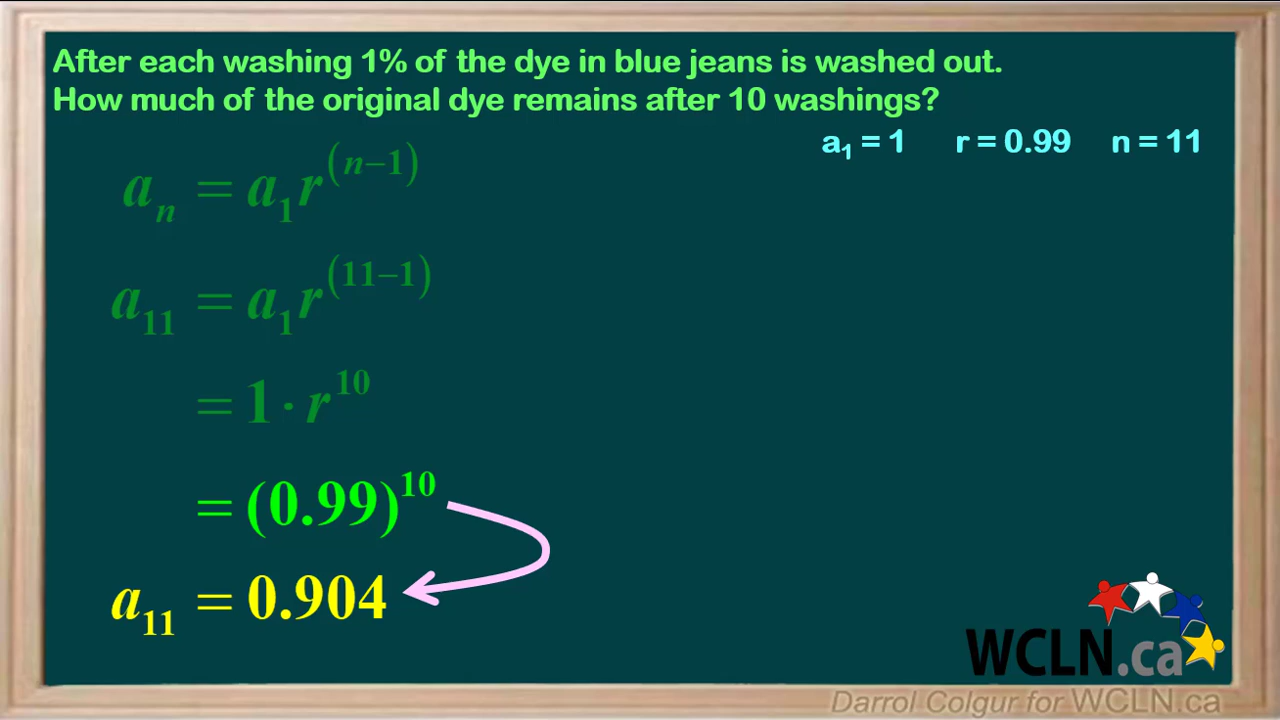 After each washing 1% of the dye in blue jeans is washed out.
How much of the original dye remains after 10 washings?
a₁ = 1 r = 0.99 n = 11
aₙ = a₁r⁽ⁿ⁻¹⁾
a₁₁ = a₁r⁽¹¹⁻¹⁾
= 1 · r¹⁰
= (0.99)¹⁰
a₁₁ = 0.904
WCLN.ca
Darrol Colgur for WCLN.ca